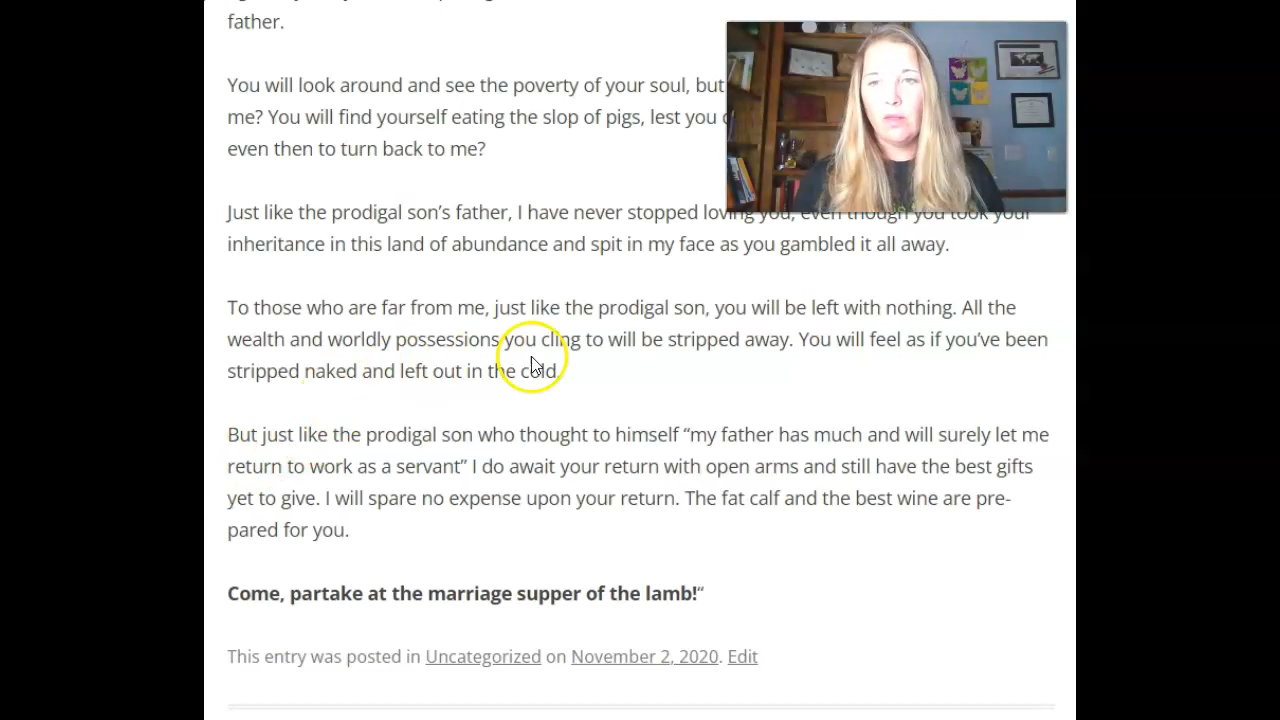 father.
You will look around and see the poverty of your soul, but
me? You will find yourself eating the slop of pigs, lest you
even then to turn back to me?
Just like the prodigal son’s father, I have never stopped loving you, even though you took your
inheritance in this land of abundance and spit in my face as you gambled it all away.
To those who are far from me, just like the prodigal son, you will be left with nothing. All the
wealth and worldly possessions you cling to will be stripped away. You will feel as if you’ve been
stripped naked and left out in the cold.
But just like the prodigal son who thought to himself “my father has much and will surely let me
return to work as a servant” I do await your return with open arms and still have the best gifts
yet to give. I will spare no expense upon your return. The fat calf and the best wine are pre-
pared for you.
Come, partake at the marriage supper of the lamb!“
This entry was posted in Uncategorized on November 2, 2020. Edit